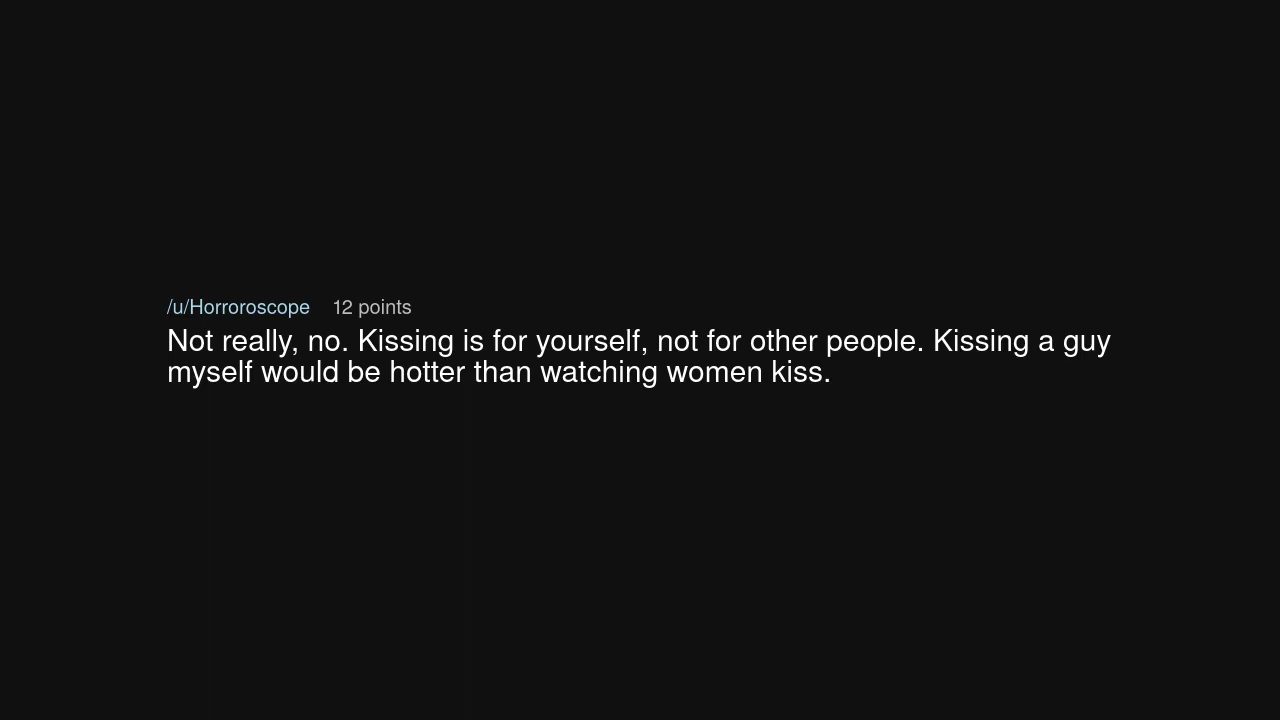 /u/Horroroscope 12 points
Not really, no. Kissing is for yourself, not for other people. Kissing a guy
myself would be hotter than watching women kiss.